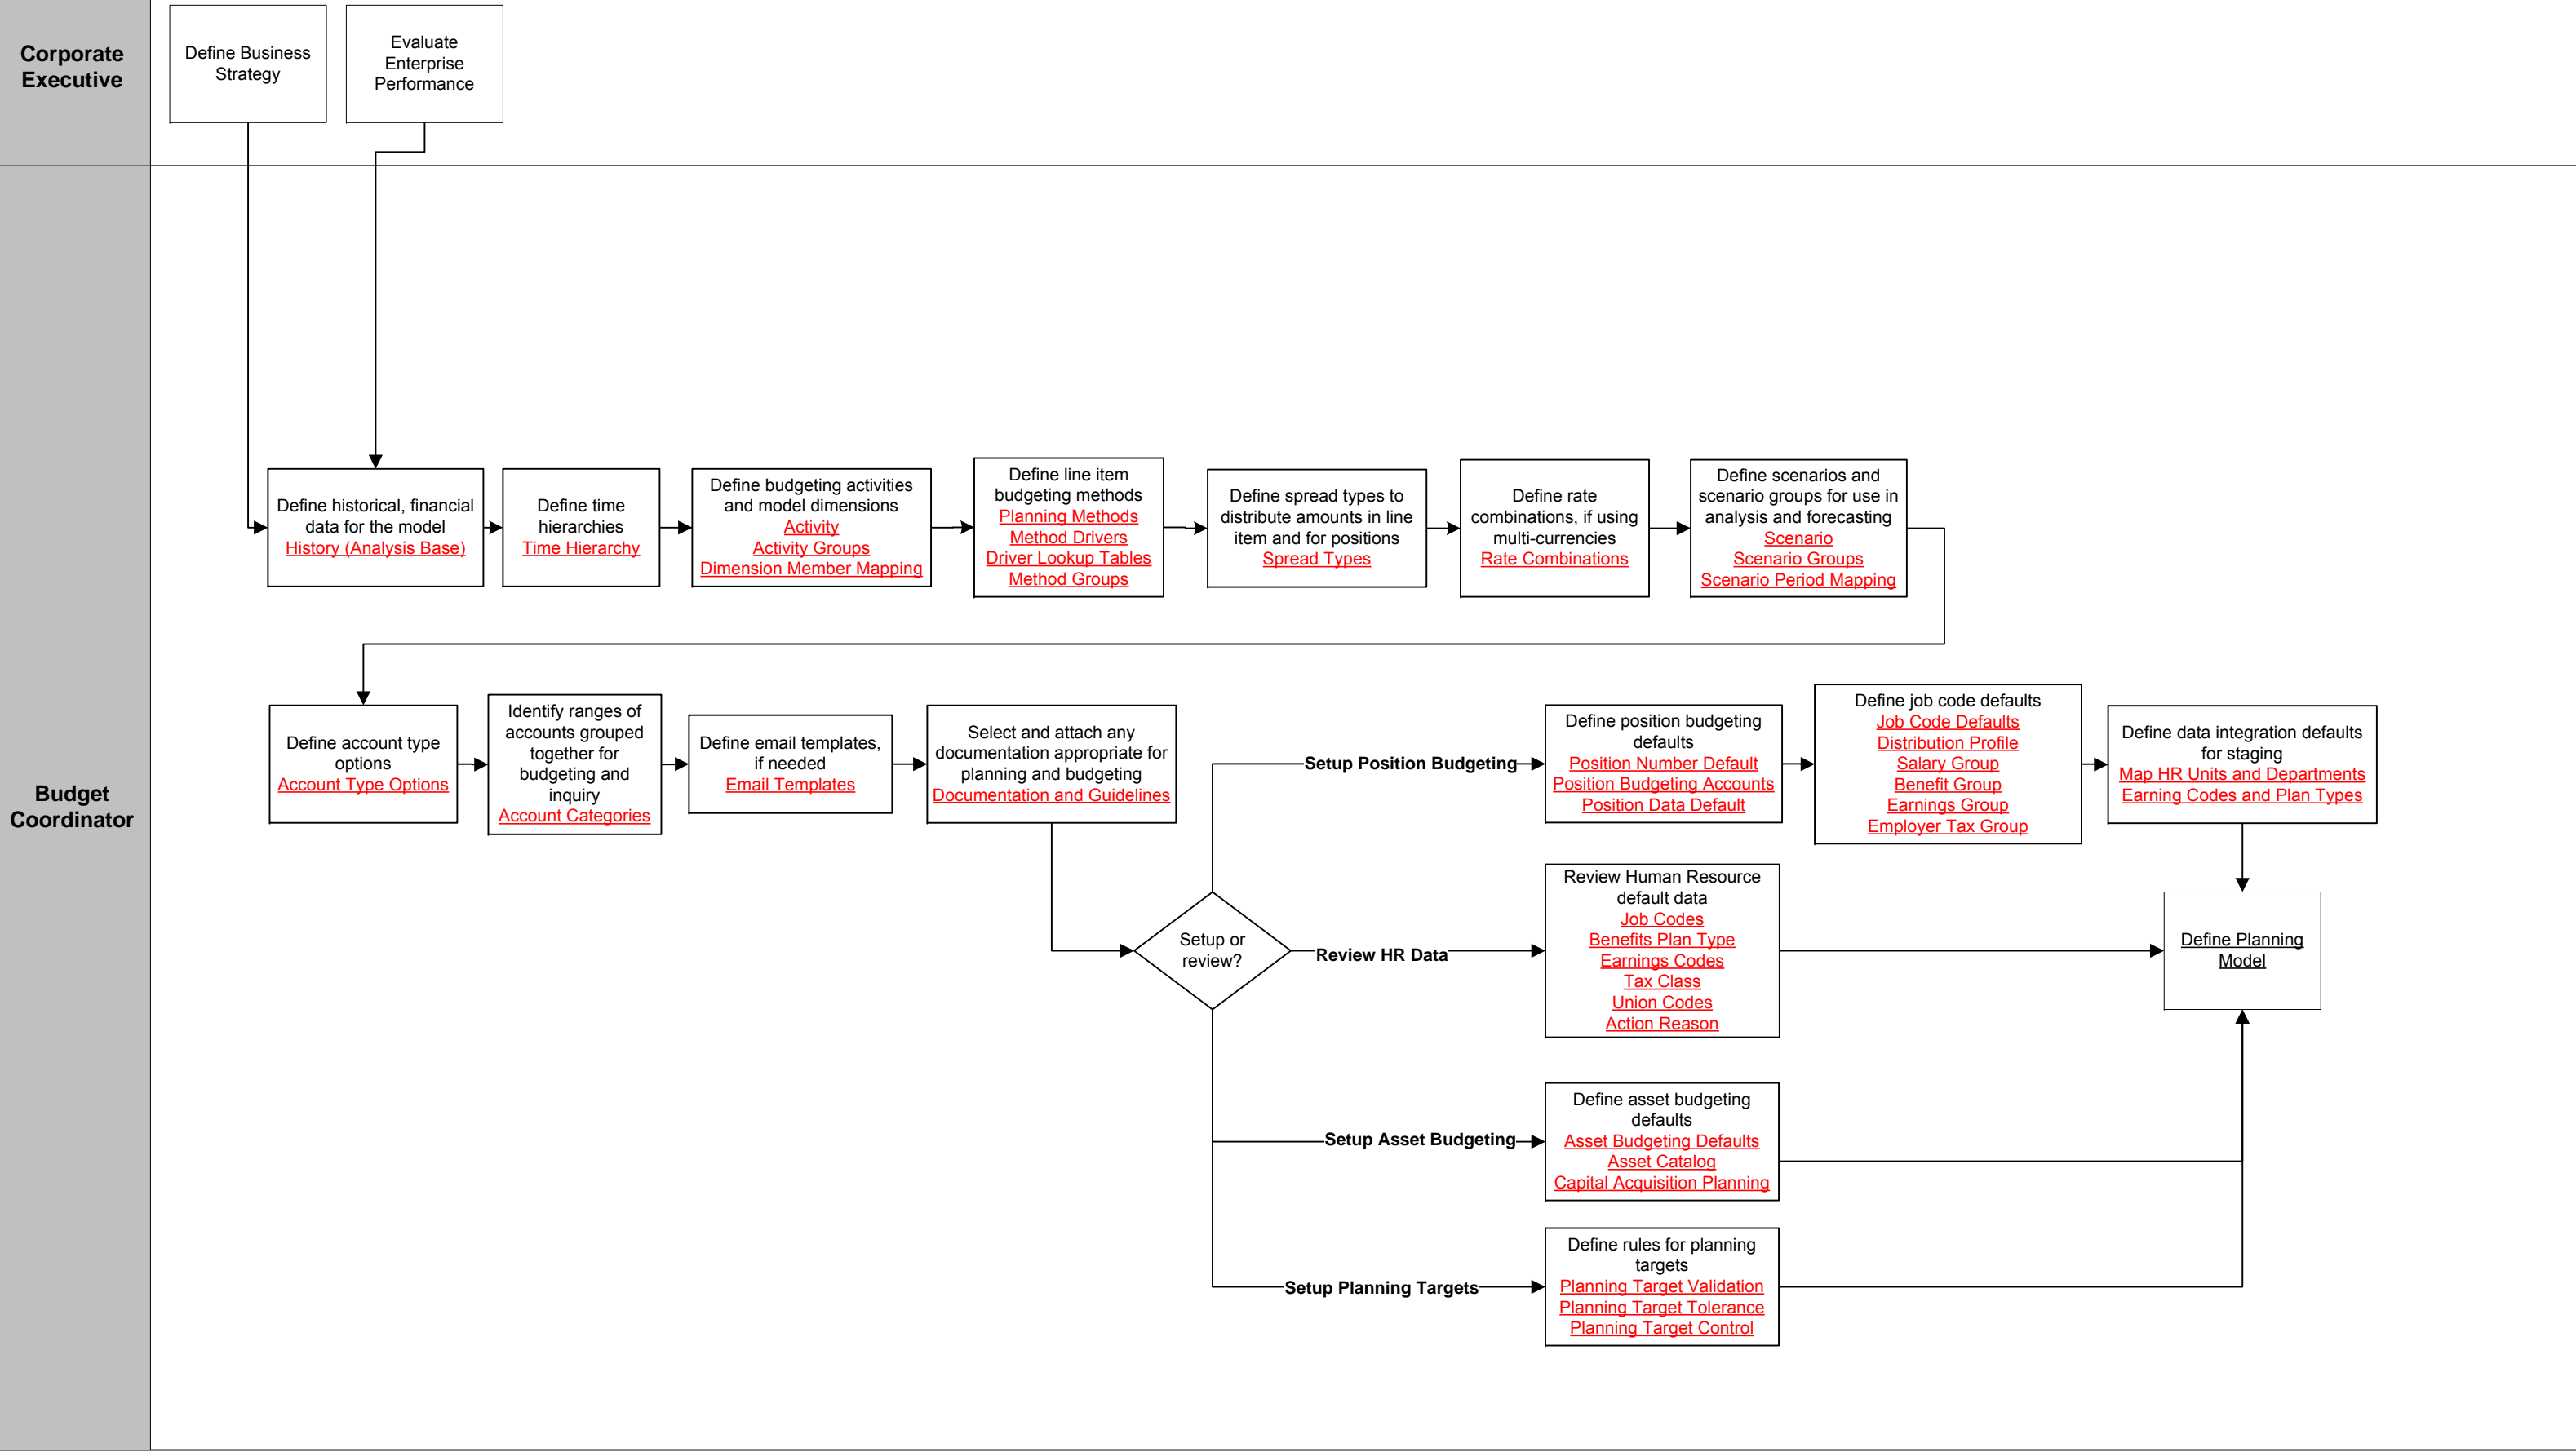 Corporate
Executive
Define Business
Strategy
Evaluate
Enterprise
Performance
Budget
Coordinator
Define historical, financial
data for the model
History (Analysis Base)
Define time
hierarchies
Time Hierarchy
Define budgeting activities
and model dimensions
Activity
Activity Groups
Dimension Member Mapping
Define line item
budgeting methods
Planning Methods
Method Drivers
Driver Lookup Tables
Method Groups
Define spread types to
distribute amounts in line
item and for positions
Spread Types
Define rate
combinations, if using
multi-currencies
Rate Combinations
Define scenarios and
scenario groups for use in
analysis and forecasting
Scenario
Scenario Groups
Scenario Period Mapping
Define account type
options
Account Type Options
Identify ranges of
accounts grouped
together for
budgeting and
inquiry
Account Categories
Define email templates,
if needed
Email Templates
Select and attach any
documentation appropriate for
planning and budgeting
Documentation and Guidelines
Setup or
review?
Setup Position Budgeting
Define position budgeting
defaults
Position Number Default
Position Budgeting Accounts
Position Data Default
Define job code defaults
Job Code Defaults
Distribution Profile
Salary Group
Benefit Group
Earnings Group
Employer Tax Group
Define data integration defaults
for staging
Map HR Units and Departments
Earning Codes and Plan Types
Review HR Data
Review Human Resource
default data
Job Codes
Benefits Plan Type
Earnings Codes
Tax Class
Union Codes
Action Reason
Define Planning
Model
Setup Asset Budgeting
Define asset budgeting
defaults
Asset Budgeting Defaults
Asset Catalog
Capital Acquisition Planning
Setup Planning Targets
Define rules for planning
targets
Planning Target Validation
Planning Target Tolerance
Planning Target Control